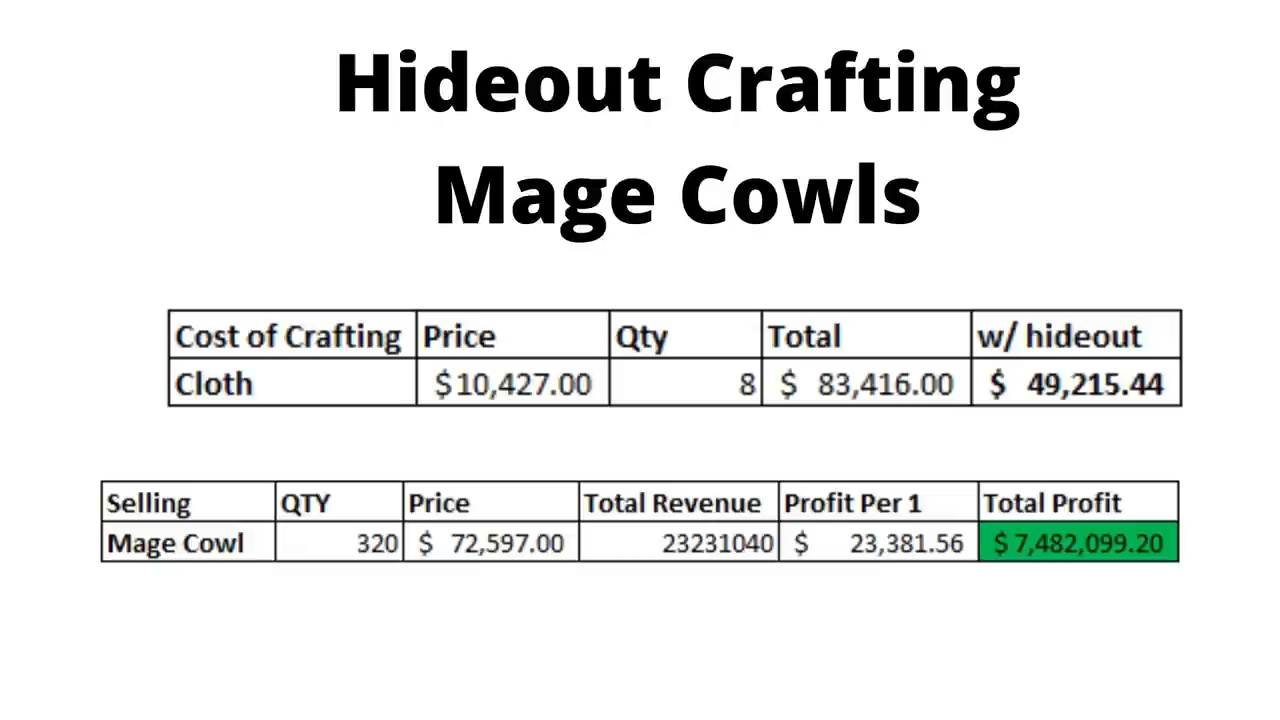 Hideout Crafting
Mage Cowls
Cost of Crafting Price Qty Total w/ hideout
Cloth $10,427.00 8 $ 83,416.00 $ 49,215.44
Selling QTY Price Total Revenue Profit Per 1 Total Profit
Mage Cowl 320 $ 72,597.00 23231040 $ 23,381.56 $ 7,482,099.20